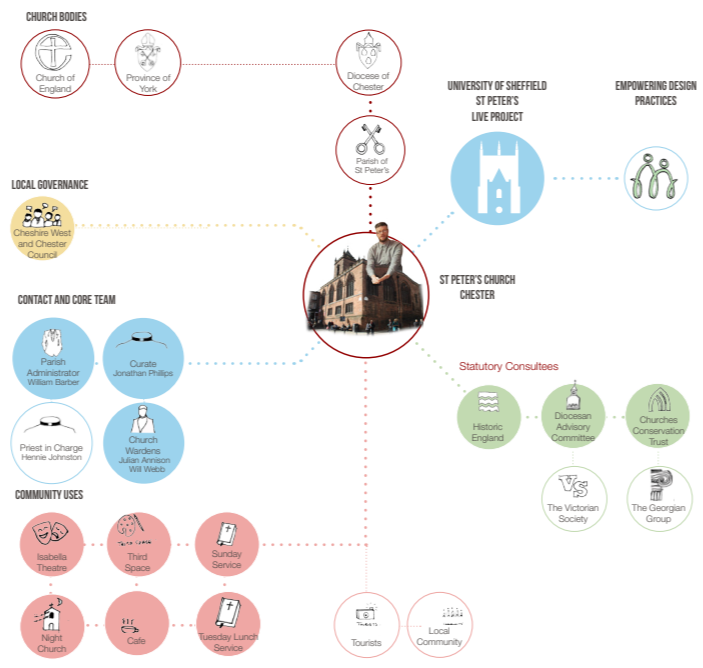 CHURCH BODIES
Church of
England
Province of
York
Diocese of
Chester
Parish of
St Peter's
UNIVERSITY OF SHEFFIELD
ST PETER'S
LIVE PROJECT
EMPOWERING DESIGN
PRACTICES
LOCAL GOVERNANCE
Cheshire West
and Chester
Council
ST PETER'S CHURCH
CHESTER
CONTACT AND CORE TEAM
Parish
Administrator
William Barber
Curate
Jonathan Phillips
Priest in Charge
Hennie Johnston
Church
Wardens
Julian Anniison
Will Webb
Statutory Consultees
Historic
England
Diocesan
Advisory
Committee
Churches
Conservation
Trust
VS
The Victorian
Society
The Georgian
Group
COMMUNITY USES
Isabella
Theatre
Third
Space
Sunday
Service
Night
Church
Cafe
Tuesday Lunch
Service
Tourists
Local
Community